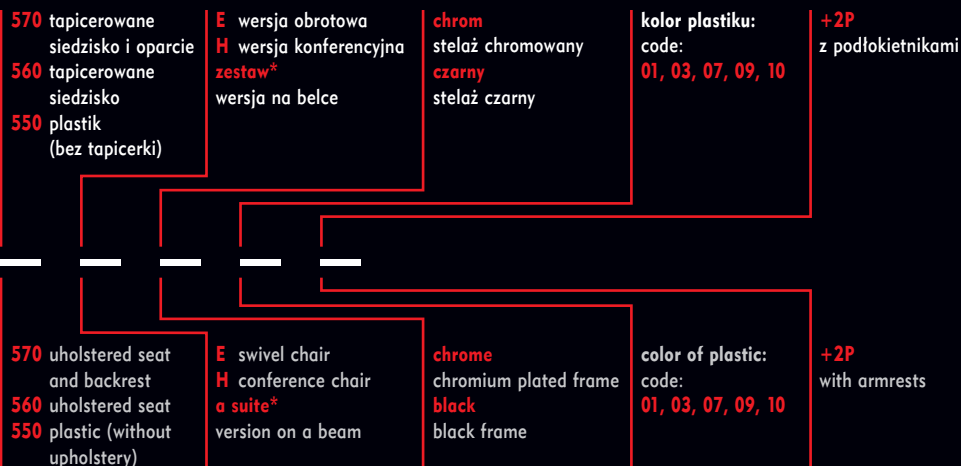 570 tapicerowane
siedzisko i oparcie
560 tapicerowane
siedzisko
550 plastik
(bez tapicerki)
E wersja obrotowa
H wersja konferencyjna
zestaw*
wersja na belce
chrom
stelaż chromowany
czarny
stelaż czarny
kolor plastiku:
code:
01, 03, 07, 09, 10
+2P
z podłokietnikami
570 uholstered seat
and backrest
560 uholstered seat
550 plastic (without
upholstery)
E swivel chair
H conference chair
a suite*
version on a beam
chrome
chromium plated frame
black
black frame
color of plastic:
code:
01, 03, 07, 09, 10
+2P
with armrests